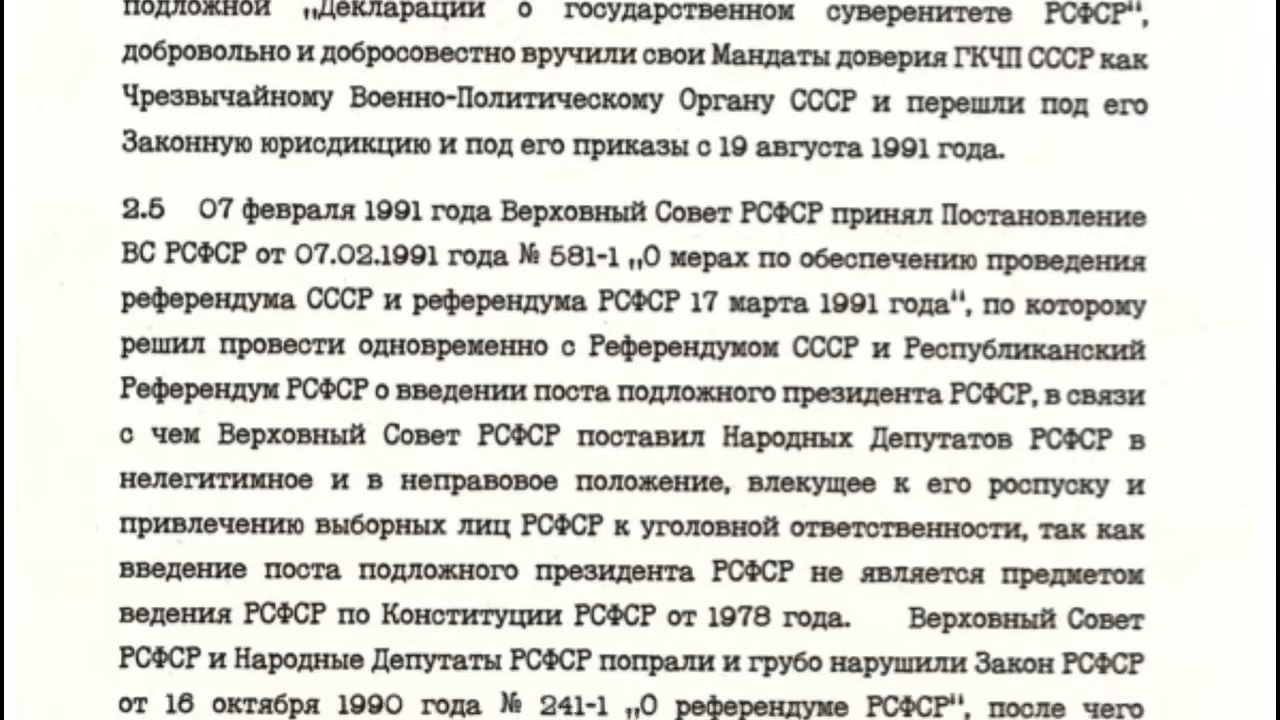 подложной „Декларации о государственном суверенитете РСФСР“,
добровольно и добросовестно вручили свои Мандаты доверия ГКЧП СССР как
Чрезвычайному Военно-Политическому Органу СССР и перешли под его
Законную юрисдикцию и под его приказы с 19 августа 1991 года.
2.5 07 февраля 1991 года Верховный Совет РСФСР принял Постановление
ВС РСФСР от 07.02.1991 года № 581-1 „О мерах по обеспечению проведения
референдума СССР и референдума РСФСР 17 марта 1991 года“, по которому
решил провести одновременно с Референдумом СССР и Республиканский
Референдум РСФСР о введении поста подложного президента РСФСР, в связи
с чем Верховный Совет РСФСР поставил Народных Депутатов РСФСР в
нелегитимное и в неправовое положение, влекущее к его роспуску и
привлечению выборных лиц РСФСР к уголовной ответственности, так как
введение поста подложного президента РСФСР не является предметом
ведения РСФСР по Конституции РСФСР от 1978 года. Верховный Совет
РСФСР и Народные Депутаты РСФСР попрали и грубо нарушили Закон РСФСР
от 16 октября 1990 года № 241-1 „О референдуме РСФСР“, после чего